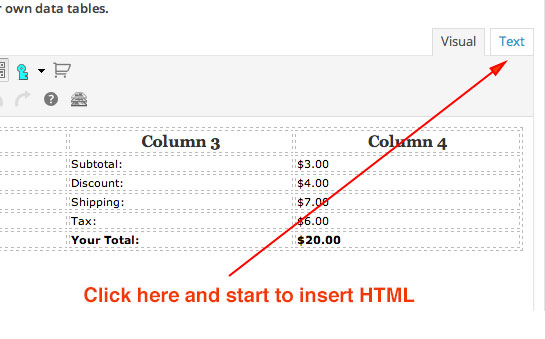 r own data tables.
Visual Text
Column 3 Column 4
Subtotal: $3.00
Discount: $4.00
Shipping: $7.00
Tax: $6.00
Your Total: $20.00
Click here and start to insert HTML